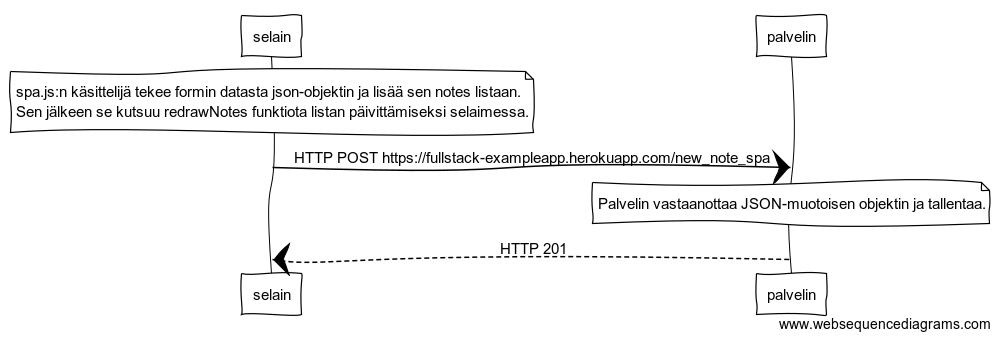 selain
palvelin
spa.js:n käsittelijä tekee formin datasta json-objektin ja lisää sen notes listaan.
Sen jälkeen se kutsuu redrawNotes funktiota listan päivittämiseksi selaimessa.
HTTP POST https://fullstack-exampleapp.herokuapp.com/new_note_spa
Palvelin vastaanottaa JSON-muotoisen objektin ja tallentaa.
HTTP 201
selain
palvelin
www.websequencediagrams.com